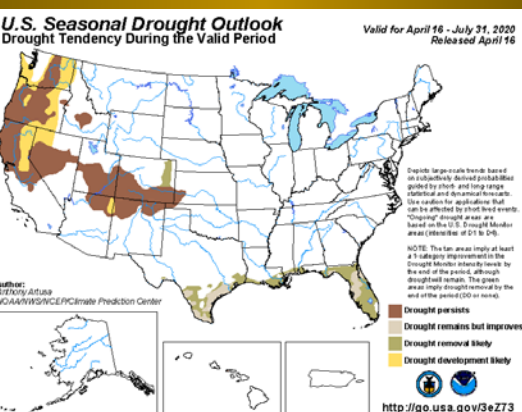 U.S. Seasonal Drought Outlook
Drought Tendency During the Valid Period
Valid for April 16 - July 31, 2020
Released April 16
Depicts large-scale trends based
on subjectively derived probabilities
guided by short- and long-range
statistical and dynamical forecasts.
Use caution for applications that
can be affected by short lived events.
"Ongoing" drought areas are
based on the U.S. Drought Monitor
areas (intensities of D1 to D4).
NOTE: The tan areas imply at least
a 1-category improvement in the
Drought Monitor intensity levels by
the end of the period, although
drought will remain. The green
areas imply drought removal by the
end of the period (D0 or none).
uthor:
Anthony Artusa
NOAA/NWS/NCEP/Climate Prediction Center
Drought persists
Drought remains but improves
Drought removal likely
Drought development likely
http://go.usa.gov/3eZ73